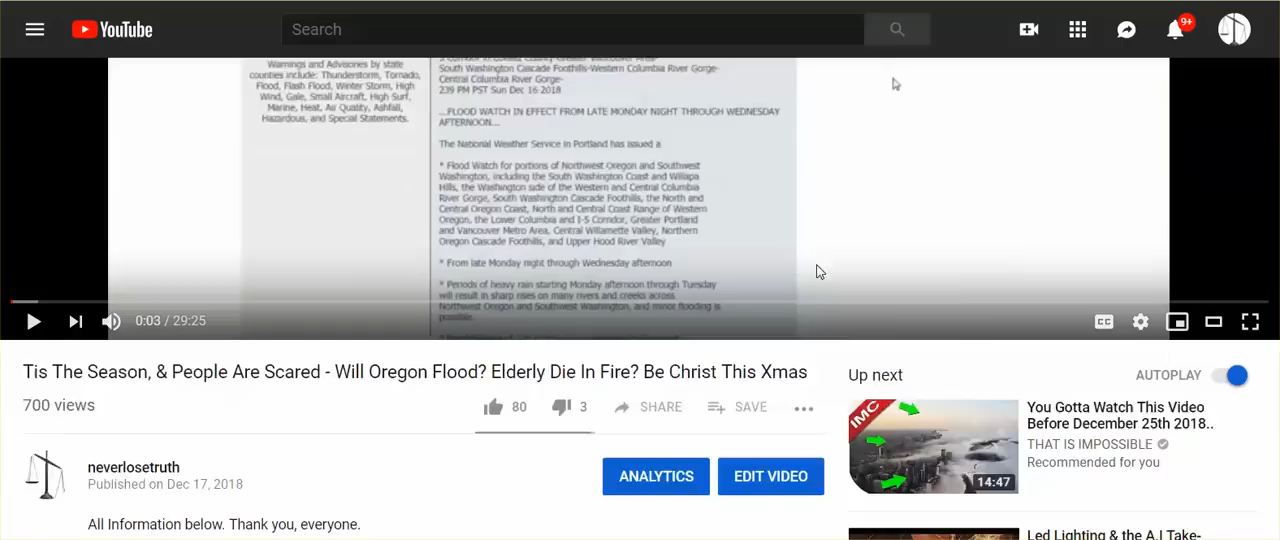 YouTube
Search
9+
Warnings and Advisories by state
counties include: Thunderstorm, Tornado,
Flood, Flash Flood, Winter Storm, High
Wind, Gale, Small Aircraft, High Surf,
Marine, Heat, Air Quality, Ashfall,
Hazardous, and Special Statements.
South Washington Cascade Foothills-Western Columbia River Gorge-
Central Columbia River Gorge-
239 PM PST Sun Dec 16 2018
...FLOOD WATCH IN EFFECT FROM LATE MONDAY NIGHT THROUGH WEDNESDAY
AFTERNOON...
The National Weather Service in Portland has issued a
* Flood Watch for portions of Northwest Oregon and Southwest
Washington, including the South Washington Coast and Willapa
Hills, the Washington side of the Western and Central Columbia
River Gorge, South Washington Cascade Foothills, the North and
Central Oregon Coast, North and Central Coast Range of Western
Oregon, the Lower Columbia and I-5 Corridor, Greater Portland
and Vancouver Metro Area, Central Willamette Valley, Northern
Oregon Cascade Foothills, and Upper Hood River Valley
* From late Monday night through Wednesday afternoon
* Periods of heavy rain starting Monday afternoon through Tuesday
will result in sharp rises on many rivers and creeks across
Northwest Oregon and Southwest Washington, and minor flooding is
possible.
0:03 / 29:25
CC
Tis The Season, & People Are Scared - Will Oregon Flood? Elderly Die In Fire? Be Christ This Xmas
700 views
80
3
SHARE
SAVE
neverlosetruth
Published on Dec 17, 2018
ANALYTICS
EDIT VIDEO
All Information below. Thank you, everyone.
Up next
AUTOPLAY
IMC
14:47
You Gotta Watch This Video
Before December 25th 2018..
THAT IS IMPOSSIBLE
Recommended for you
Led Lighting & the A.I Take-